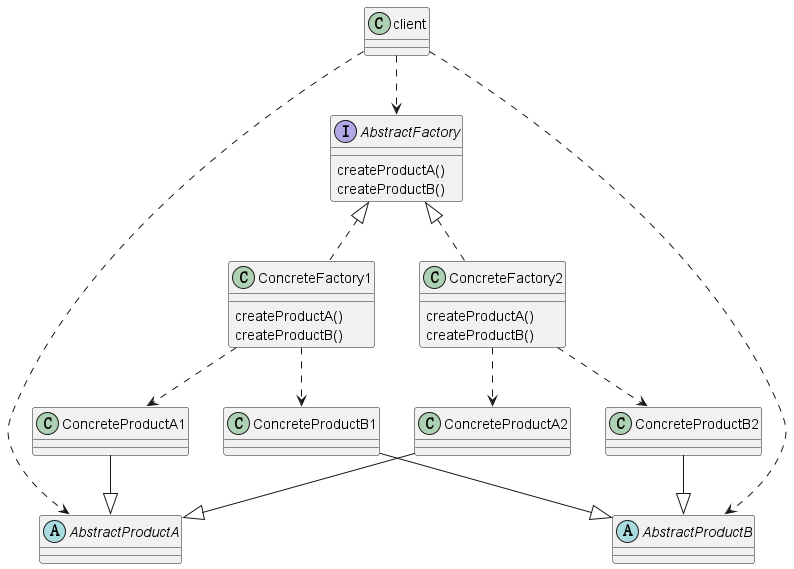 C client
I AbstractFactory
createProductA()
createProductB()
C ConcreteFactory1
createProductA()
createProductB()
C ConcreteFactory2
createProductA()
createProductB()
C ConcreteProductA1
C ConcreteProductB1
C ConcreteProductA2
C ConcreteProductB2
A AbstractProductA
A AbstractProductB